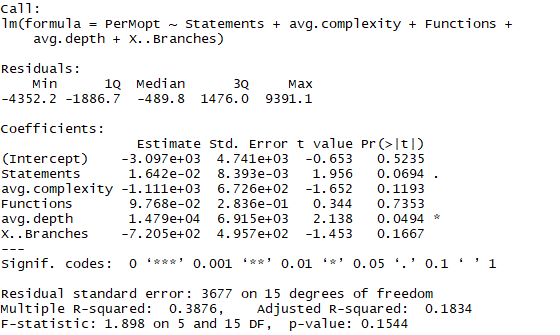 Call:
lm(formula = PerMopt ~ Statements + avg.complexity + Functions +
    avg.depth + X..Branches)
Residuals:
    Min      1Q  Median      3Q     Max
-4352.2 -1886.7  -489.8  1476.0  9391.1
Coefficients:
                 Estimate Std. Error t value Pr(>|t|)
(Intercept)    -3.097e+03  4.741e+03  -0.653   0.5235
Statements      1.642e-02  8.393e-03   1.956   0.0694 .
avg.complexity -1.111e+03  6.726e+02  -1.652   0.1193
Functions       9.768e-02  2.836e-01   0.344   0.7353
avg.depth       1.479e+04  6.915e+03   2.138   0.0494 *
X..Branches    -7.205e+02  4.957e+02  -1.453   0.1667
---
Signif. codes:  0 ‘***’ 0.001 ‘**’ 0.01 ‘*’ 0.05 ‘.’ 0.1 ‘ ’ 1
Residual standard error: 3677 on 15 degrees of freedom
Multiple R-squared:  0.3876,    Adjusted R-squared:  0.1834
F-statistic: 1.898 on 5 and 15 DF,  p-value: 0.1544